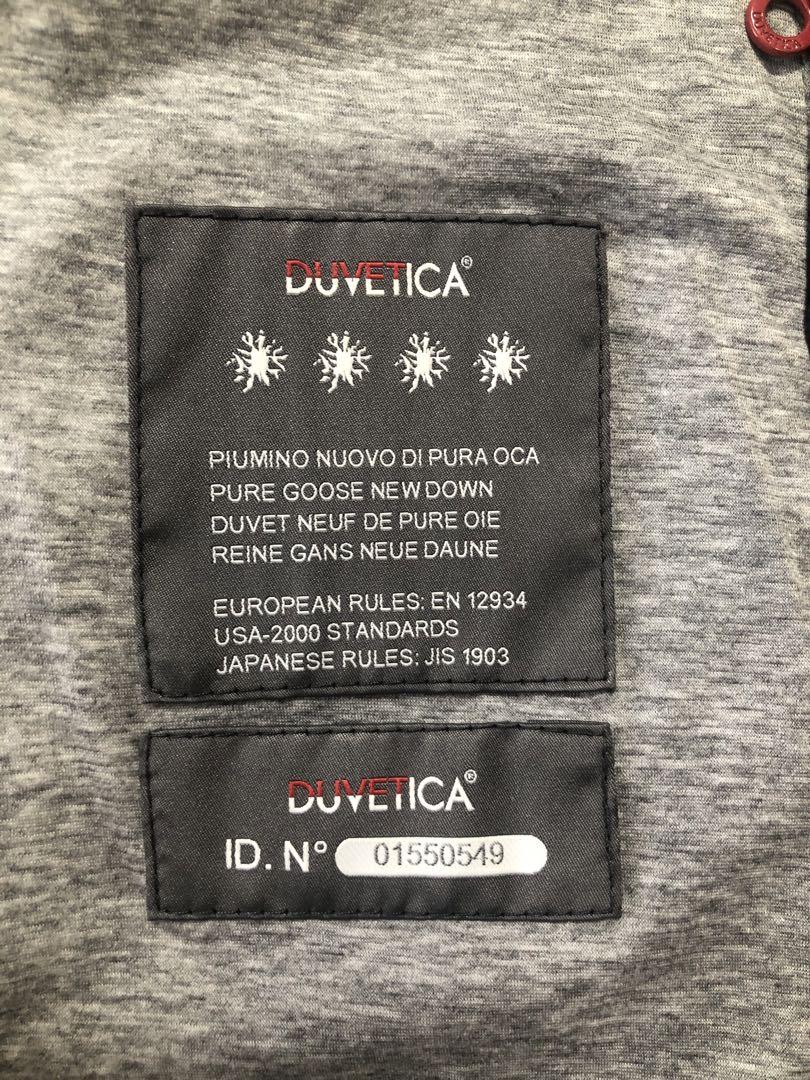 DUVETICA
DUVETICA®
PIUMINO NUOVO DI PURA OCA
PURE GOOSE NEW DOWN
DUVET NEUF DE PURE OIE
REINE GANS NEUE DAUNE
EUROPEAN RULES: EN 12934
USA-2000 STANDARDS
JAPANESE RULES: JIS 1903
DUVETICA®
ID. N° 01550549